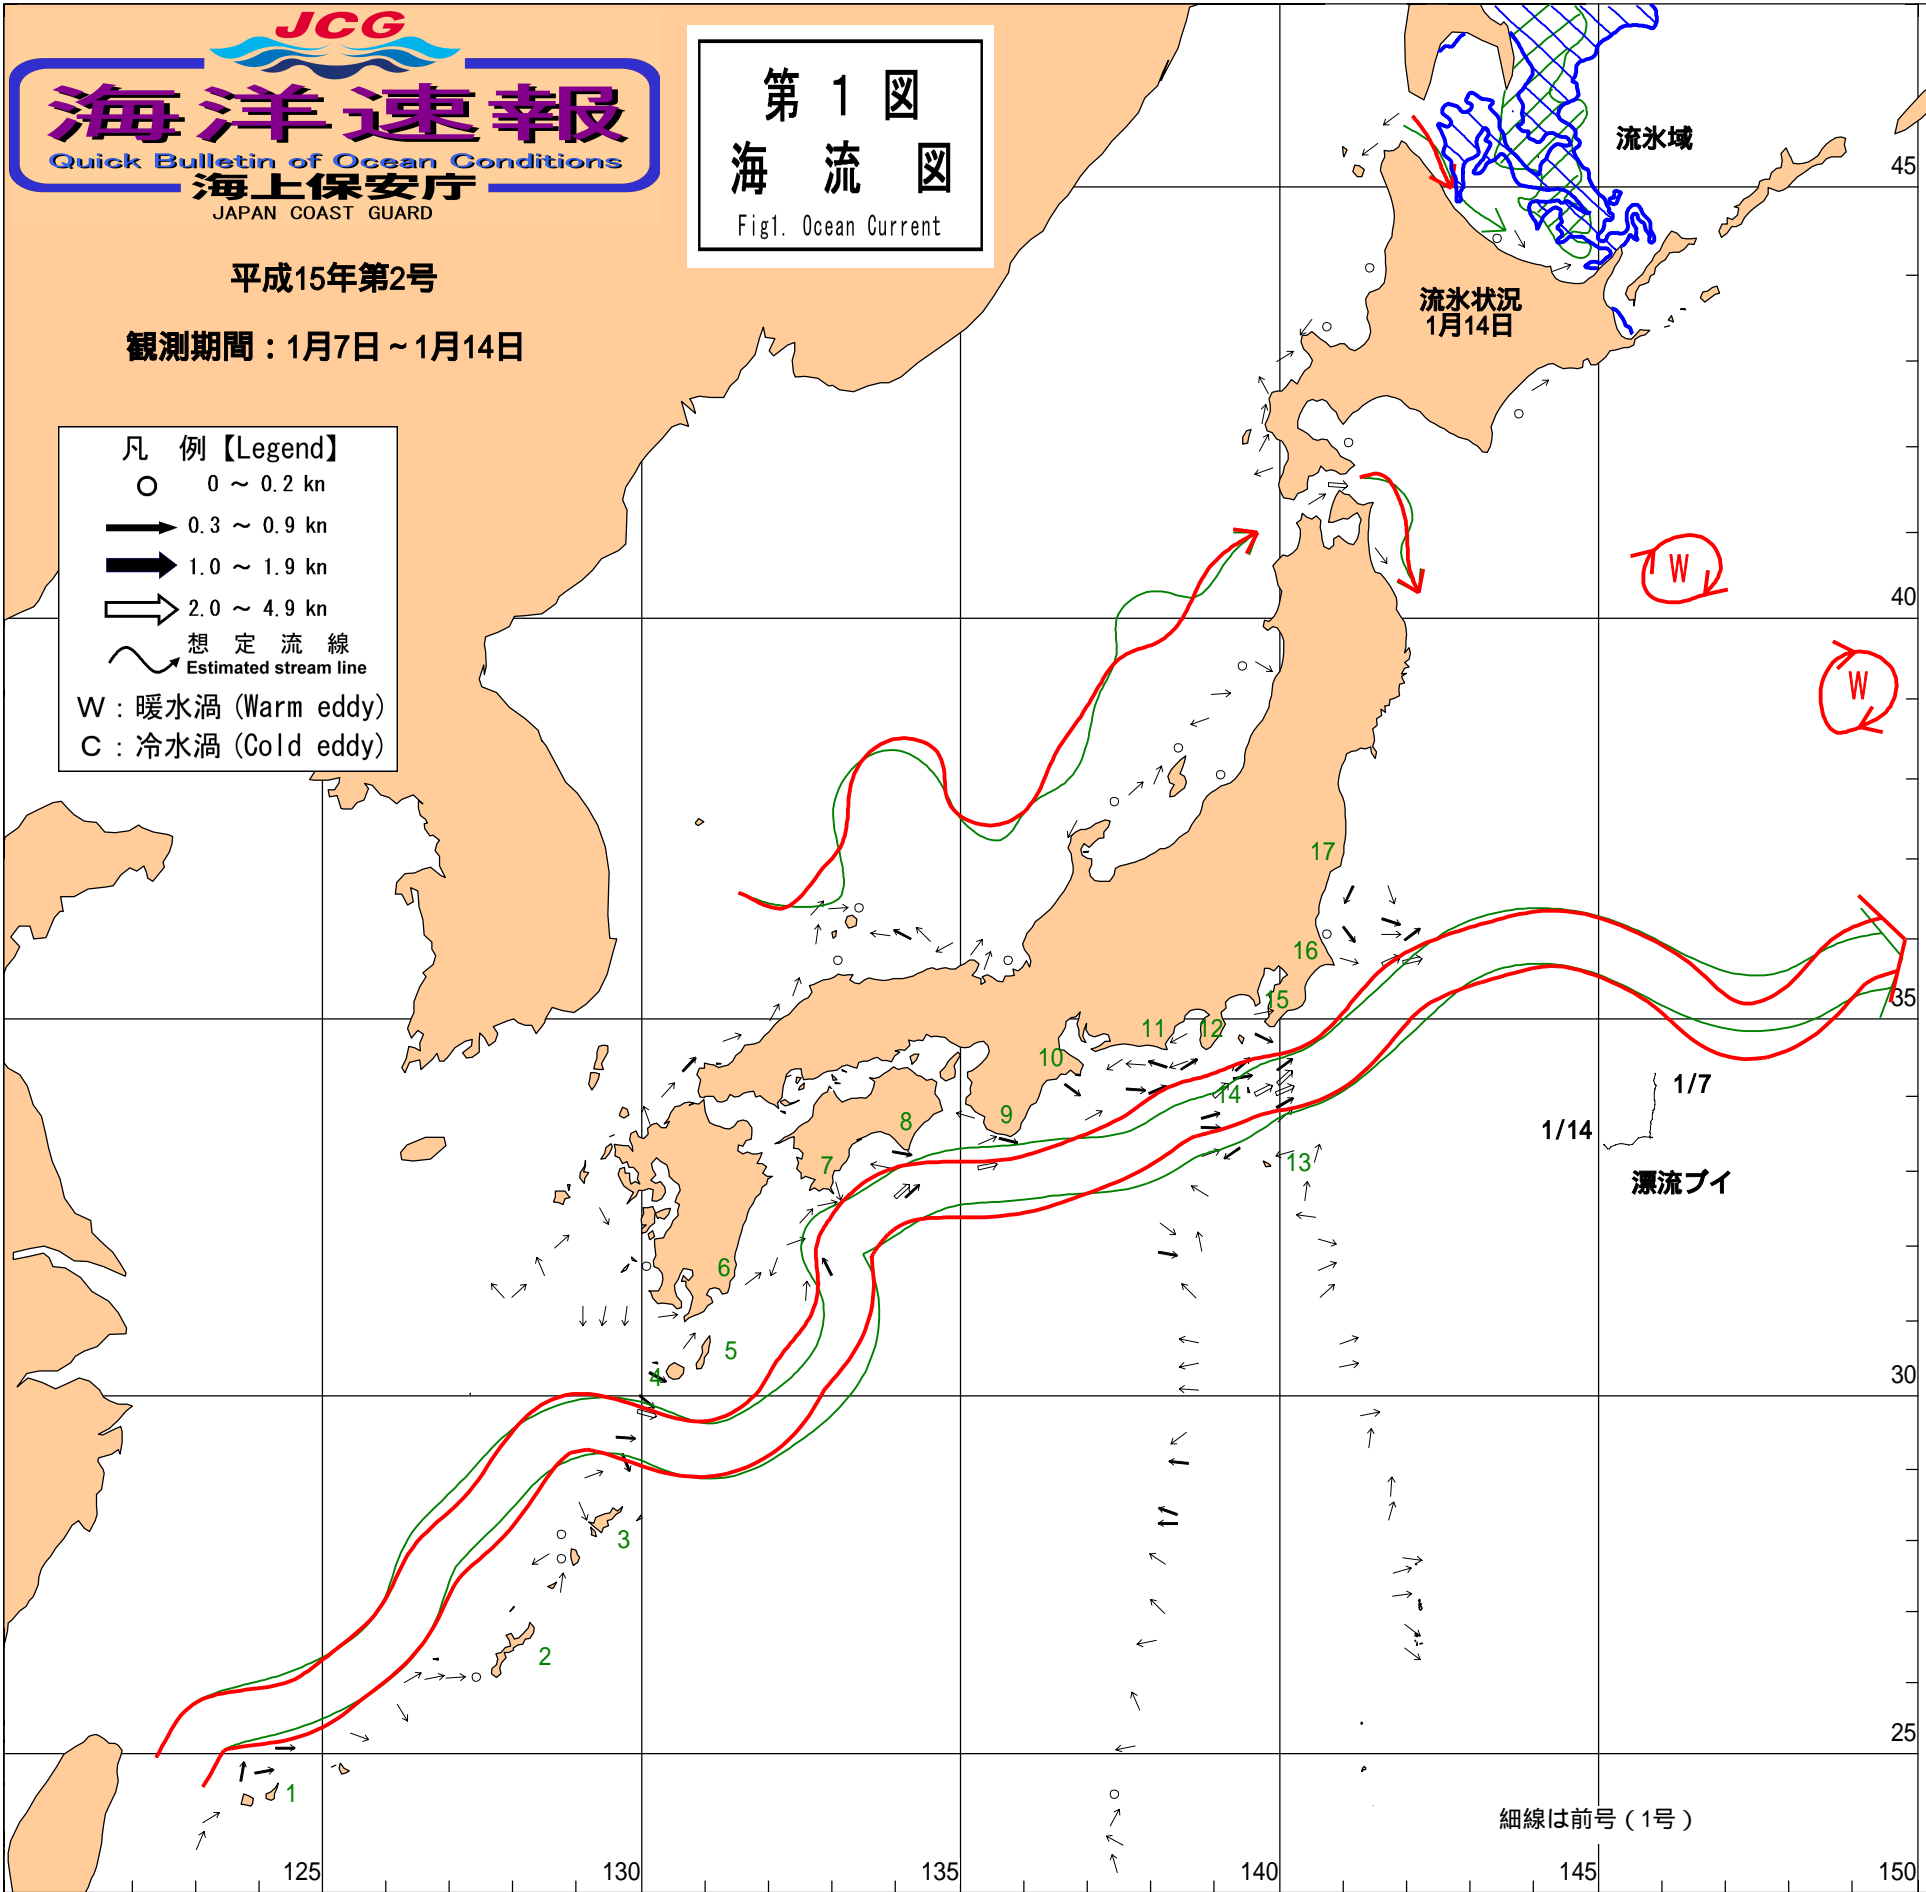 JCG
海洋速報
Quick Bulletin of Ocean Conditions
海上保安庁
JAPAN COAST GUARD
平成15年第2号
観測期間：1月7日～1月14日
第 1 図
海 流 図
Fig1. Ocean Current
凡 例【Legend】
0 ～ 0.2 kn
0.3 ～ 0.9 kn
1.0 ～ 1.9 kn
2.0 ～ 4.9 kn
想 定 流 線
Estimated stream line
W：暖水渦(Warm eddy)
C：冷水渦(Cold eddy)
流氷域
45
流氷状況
1月14日
W
40
W
17
16
15
35
11
12
10
14
9
8
7
13
1/7
1/14
漂流ブイ
6
5
4
30
3
2
25
1
細線は前号（1号）
125
130
135
140
145
150